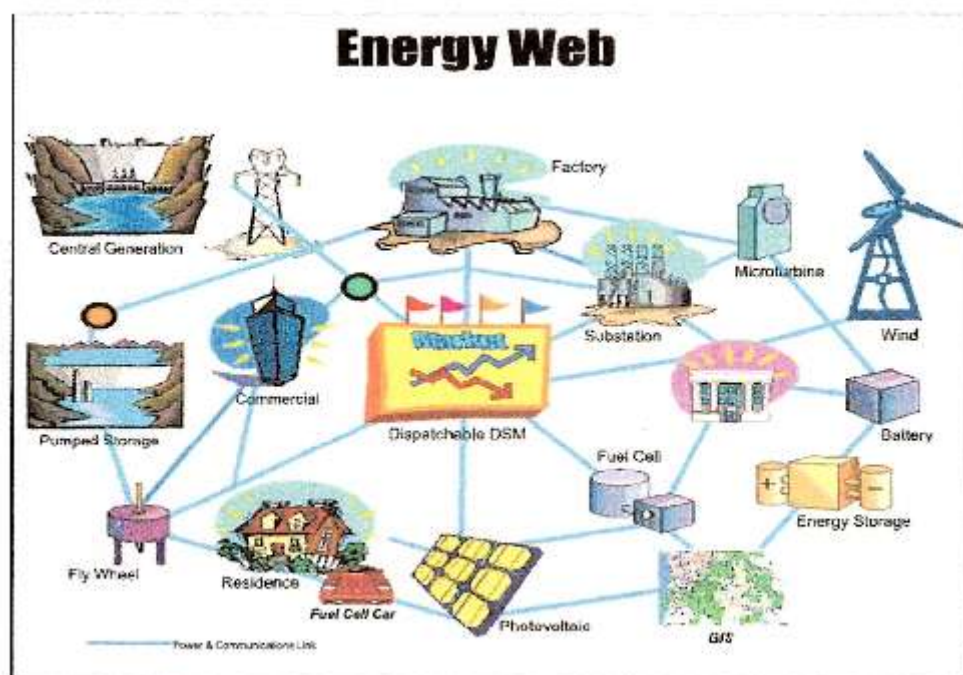 Energy Web
Factory
Central Generation
Microturbine
Substation
Wind
Commercial
Market
Pumped Storage
Dispatchable DSM
Battery
Fuel Cell
+
−
Energy Storage
Fly Wheel
Residence
Fuel Cell Car
Photovoltaic
GIS
Power & Communications Link